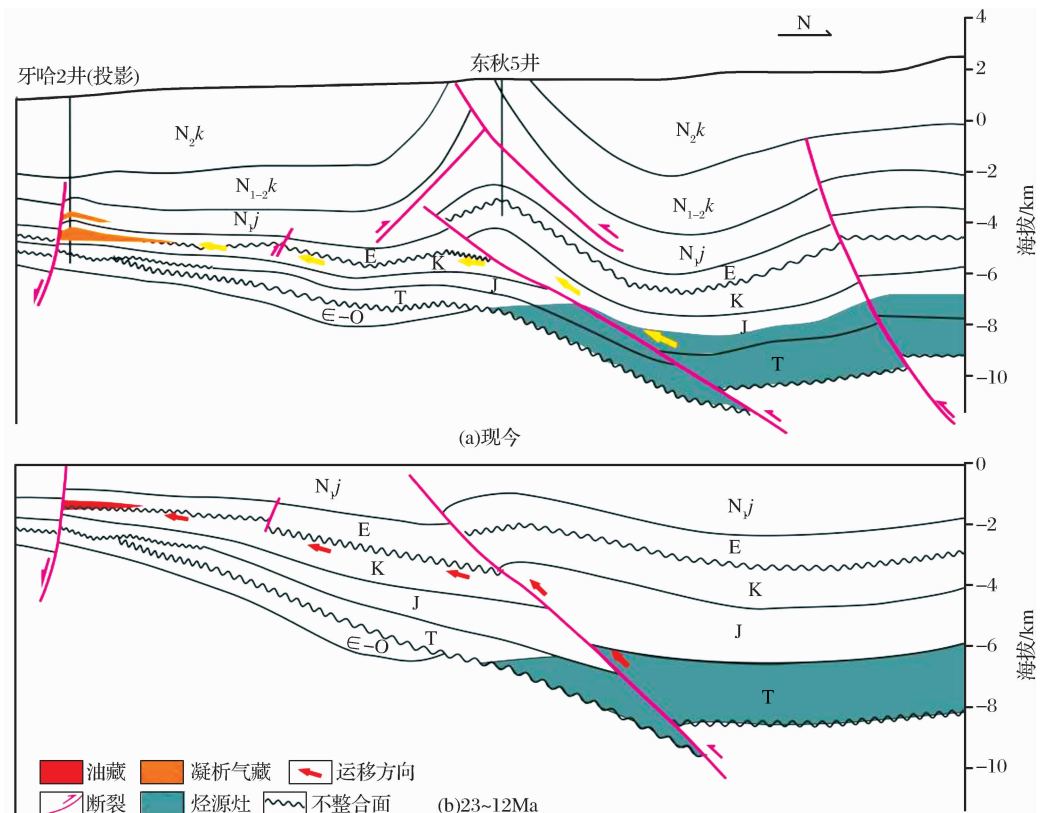 N
4
牙哈2井(投影)
东秋5井
2
0
N₂k
N₂k
-2
N₁₋₂k
N₁₋₂k
-4
N₁j
N₁j
海拔/km
E
E
-6
K
K
J
T
J
∈-O
-8
T
-10
(a)现今
0
N₁j
N₁j
-2
E
E
K
K
-4
J
J
∈-O
T
-6
海拔/km
T
-8
-10
油藏 凝析气藏 运移方向
断裂 烃源灶 不整合面 (b)23~12Ma